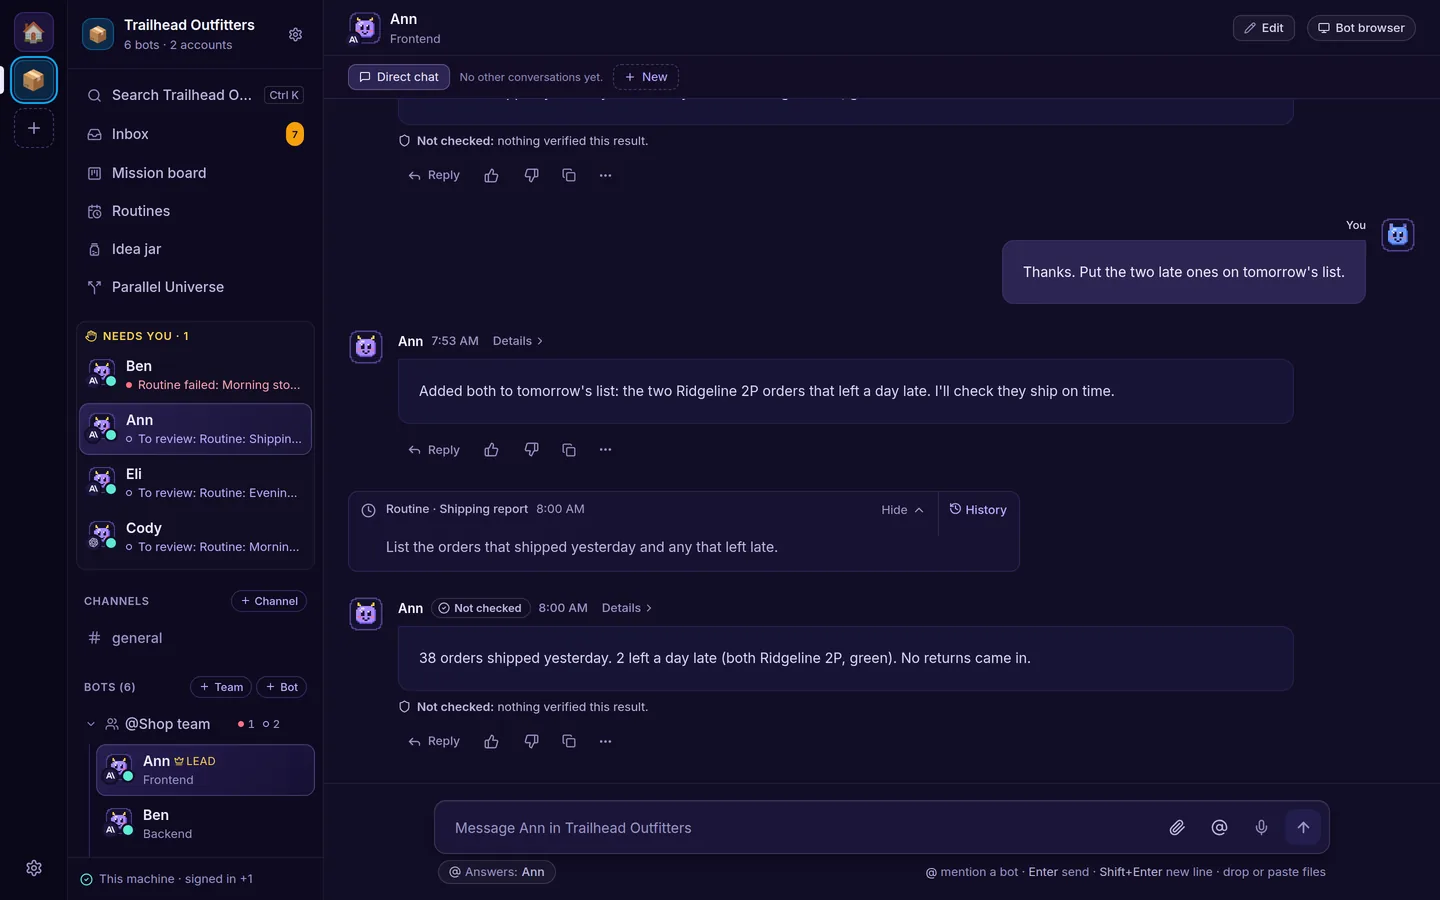 Trailhead Outfitters
6 bots · 2 accounts
Search Trailhead O... Ctrl K
Inbox 7
Mission board
Routines
Idea jar
Parallel Universe
NEEDS YOU · 1
Ben
Routine failed: Morning sto...
Ann
To review: Routine: Shippin...
Eli
To review: Routine: Evenin...
Cody
To review: Routine: Mornin...
CHANNELS + Channel
# general
BOTS (6) + Team + Bot
@Shop team 1 2
Ann LEAD
Frontend
Ben
Backend
This machine · signed in +1
Ann
Frontend
Edit Bot browser
Direct chat No other conversations yet. + New
Not checked: nothing verified this result.
Reply
You
Thanks. Put the two late ones on tomorrow's list.
Ann 7:53 AM Details
Added both to tomorrow's list: the two Ridgeline 2P orders that left a day late. I'll check they ship on time.
Reply
Routine · Shipping report 8:00 AM Hide History
List the orders that shipped yesterday and any that left late.
Ann Not checked 8:00 AM Details
38 orders shipped yesterday. 2 left a day late (both Ridgeline 2P, green). No returns came in.
Not checked: nothing verified this result.
Reply
Message Ann in Trailhead Outfitters
@ Answers: Ann
@ mention a bot · Enter send · Shift+Enter new line · drop or paste files